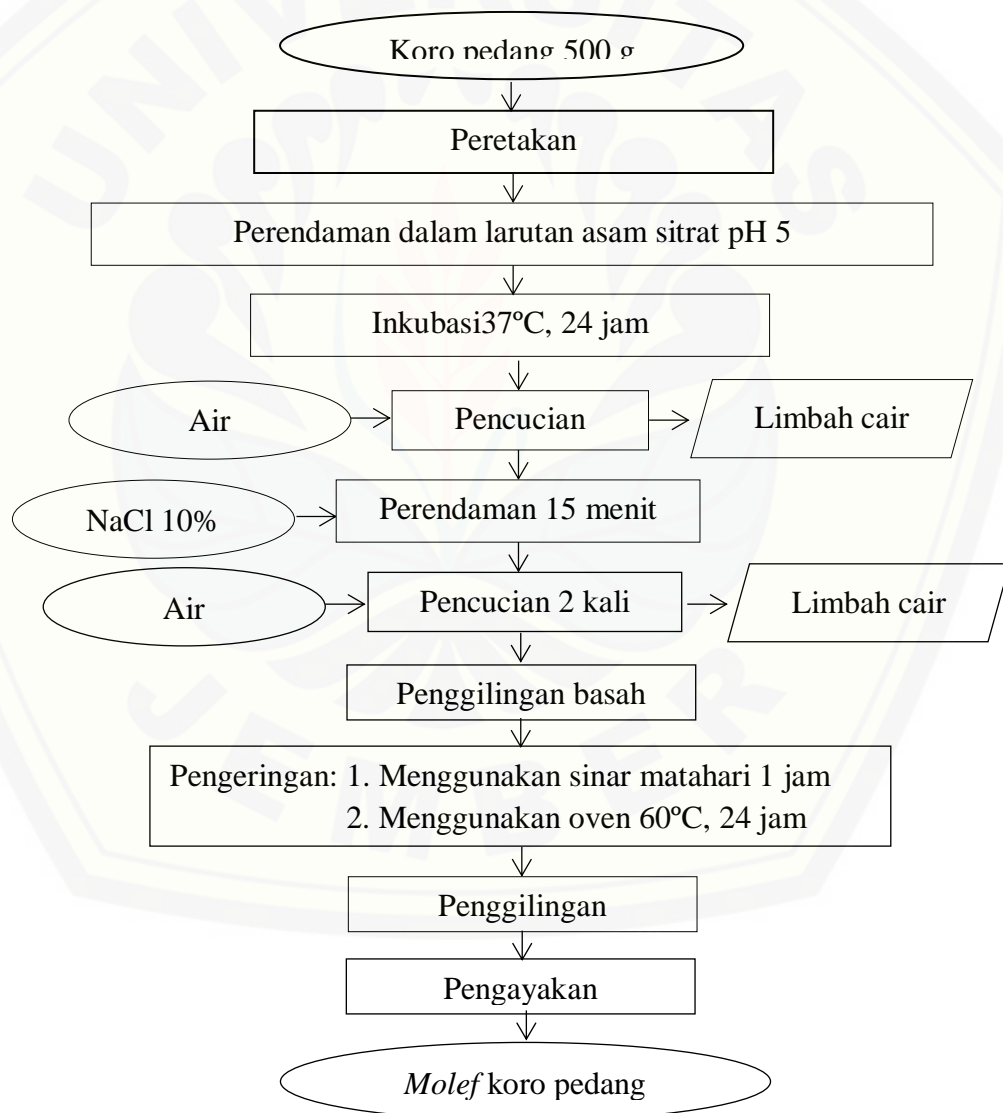 Koro pedang 500 g
Peretakan
Perendaman dalam larutan asam sitrat pH 5
Inkubasi37ºC, 24 jam
Air
Pencucian
Limbah cair
NaCl 10%
Perendaman 15 menit
Air
Pencucian 2 kali
Limbah cair
Penggilingan basah
Pengeringan: 1. Menggunakan sinar matahari 1 jam
2. Menggunakan oven 60ºC, 24 jam
Penggilingan
Pengayakan
Molef koro pedang
UNIVERSITAS
JEMBER